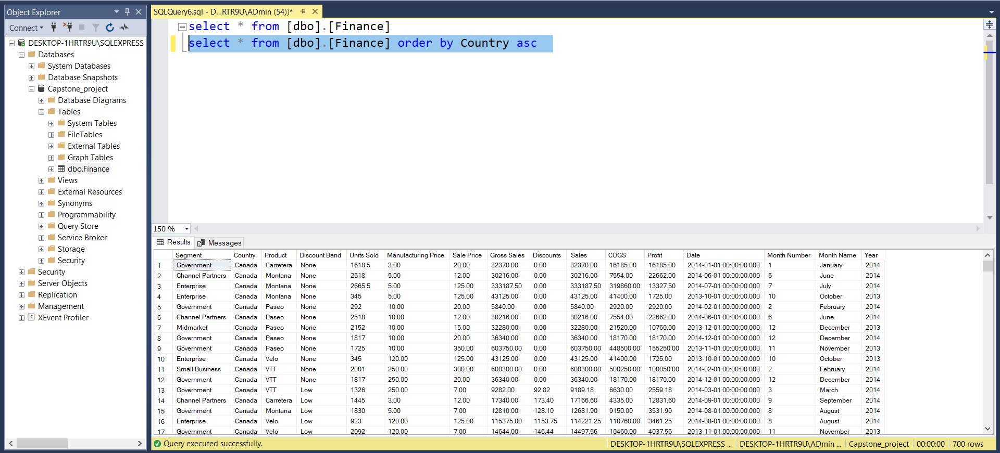 Object Explorer
Connect
DESKTOP-1HRTR9U\SQLEXPRESS
Databases
System Databases
Database Snapshots
Capstone_project
Database Diagrams
Tables
System Tables
FileTables
External Tables
Graph Tables
dbo.Finance
Views
External Resources
Synonyms
Programmability
Query Store
Service Broker
Storage
Security
Security
Server Objects
Replication
Management
XEvent Profiler
SQLQuery6.sql - D...RTR9U\ADmin (54))*
select * from [dbo].[Finance]
select * from [dbo].[Finance] order by Country asc
150 %
Results Messages
Segment Country Product Discount Band Units Sold Manufacturing Price Sale Price Gross Sales Discounts Sales COGS Profit Date Month Number Month Name Year
1 Government Canada Carretera None 1618.5 3.00 20.00 32370.00 0.00 32370.00 16185.00 16185.00 2014-01-01 00:00:00.000 1 January 2014
2 Channel Partners Canada Montana None 2518 5.00 12.00 30216.00 0.00 30216.00 7554.00 22662.00 2014-06-01 00:00:00.000 6 June 2014
3 Enterprise Canada Montana None 2665.5 5.00 125.00 333187.50 0.00 333187.50 319860.00 13327.50 2014-07-01 00:00:00.000 7 July 2014
4 Enterprise Canada Montana None 345 5.00 125.00 43125.00 0.00 43125.00 41400.00 1725.00 2013-10-01 00:00:00.000 10 October 2013
5 Government Canada Paseo None 292 10.00 20.00 5840.00 0.00 5840.00 2920.00 2920.00 2014-02-01 00:00:00.000 2 February 2014
6 Channel Partners Canada Paseo None 2518 10.00 12.00 30216.00 0.00 30216.00 7554.00 22662.00 2014-06-01 00:00:00.000 6 June 2014
7 Midmarket Canada Paseo None 2152 10.00 15.00 32280.00 0.00 32280.00 21520.00 10760.00 2013-12-01 00:00:00.000 12 December 2013
8 Government Canada Paseo None 1817 10.00 20.00 36340.00 0.00 36340.00 18170.00 18170.00 2014-12-01 00:00:00.000 12 December 2014
9 Government Canada Paseo None 1725 10.00 350.00 603750.00 0.00 603750.00 448500.00 155250.00 2013-11-01 00:00:00.000 11 November 2013
10 Enterprise Canada Velo None 345 120.00 125.00 43125.00 0.00 43125.00 41400.00 1725.00 2013-10-01 00:00:00.000 10 October 2013
11 Small Business Canada VTT None 2001 250.00 300.00 600300.00 0.00 600300.00 500250.00 100050.00 2014-02-01 00:00:00.000 2 February 2014
12 Government Canada VTT None 1817 250.00 20.00 36340.00 0.00 36340.00 18170.00 18170.00 2014-12-01 00:00:00.000 12 December 2014
13 Government Canada VTT Low 1326 250.00 7.00 9282.00 92.82 9189.18 6630.00 2559.18 2014-03-01 00:00:00.000 3 March 2014
14 Channel Partners Canada Carretera Low 1445 3.00 12.00 17340.00 173.40 17166.60 4335.00 12831.60 2014-09-01 00:00:00.000 9 September 2014
15 Government Canada Montana Low 1830 5.00 7.00 12810.00 128.10 12681.90 9150.00 3531.90 2014-08-01 00:00:00.000 8 August 2014
16 Enterprise Canada Velo Low 923 120.00 125.00 115375.00 1153.75 114221.25 110760.00 3461.25 2014-08-01 00:00:00.000 8 August 2014
17 Government Canada Velo Low 2092 120.00 7.00 14644.00 146.44 14497.56 10460.00 4037.56 2013-11-01 00:00:00.000 11 November 2013
Query executed successfully. DESKTOP-1HRTR9U\SQLEXPRESS ... DESKTOP-1HRTR9U\ADmin ... Capstone_project 00:00:00 700 rows